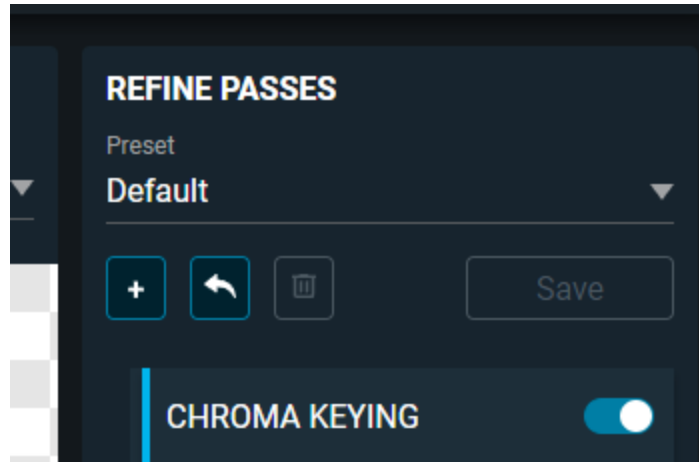 REFINE PASSES
Preset
Default
Save
CHROMA KEYING